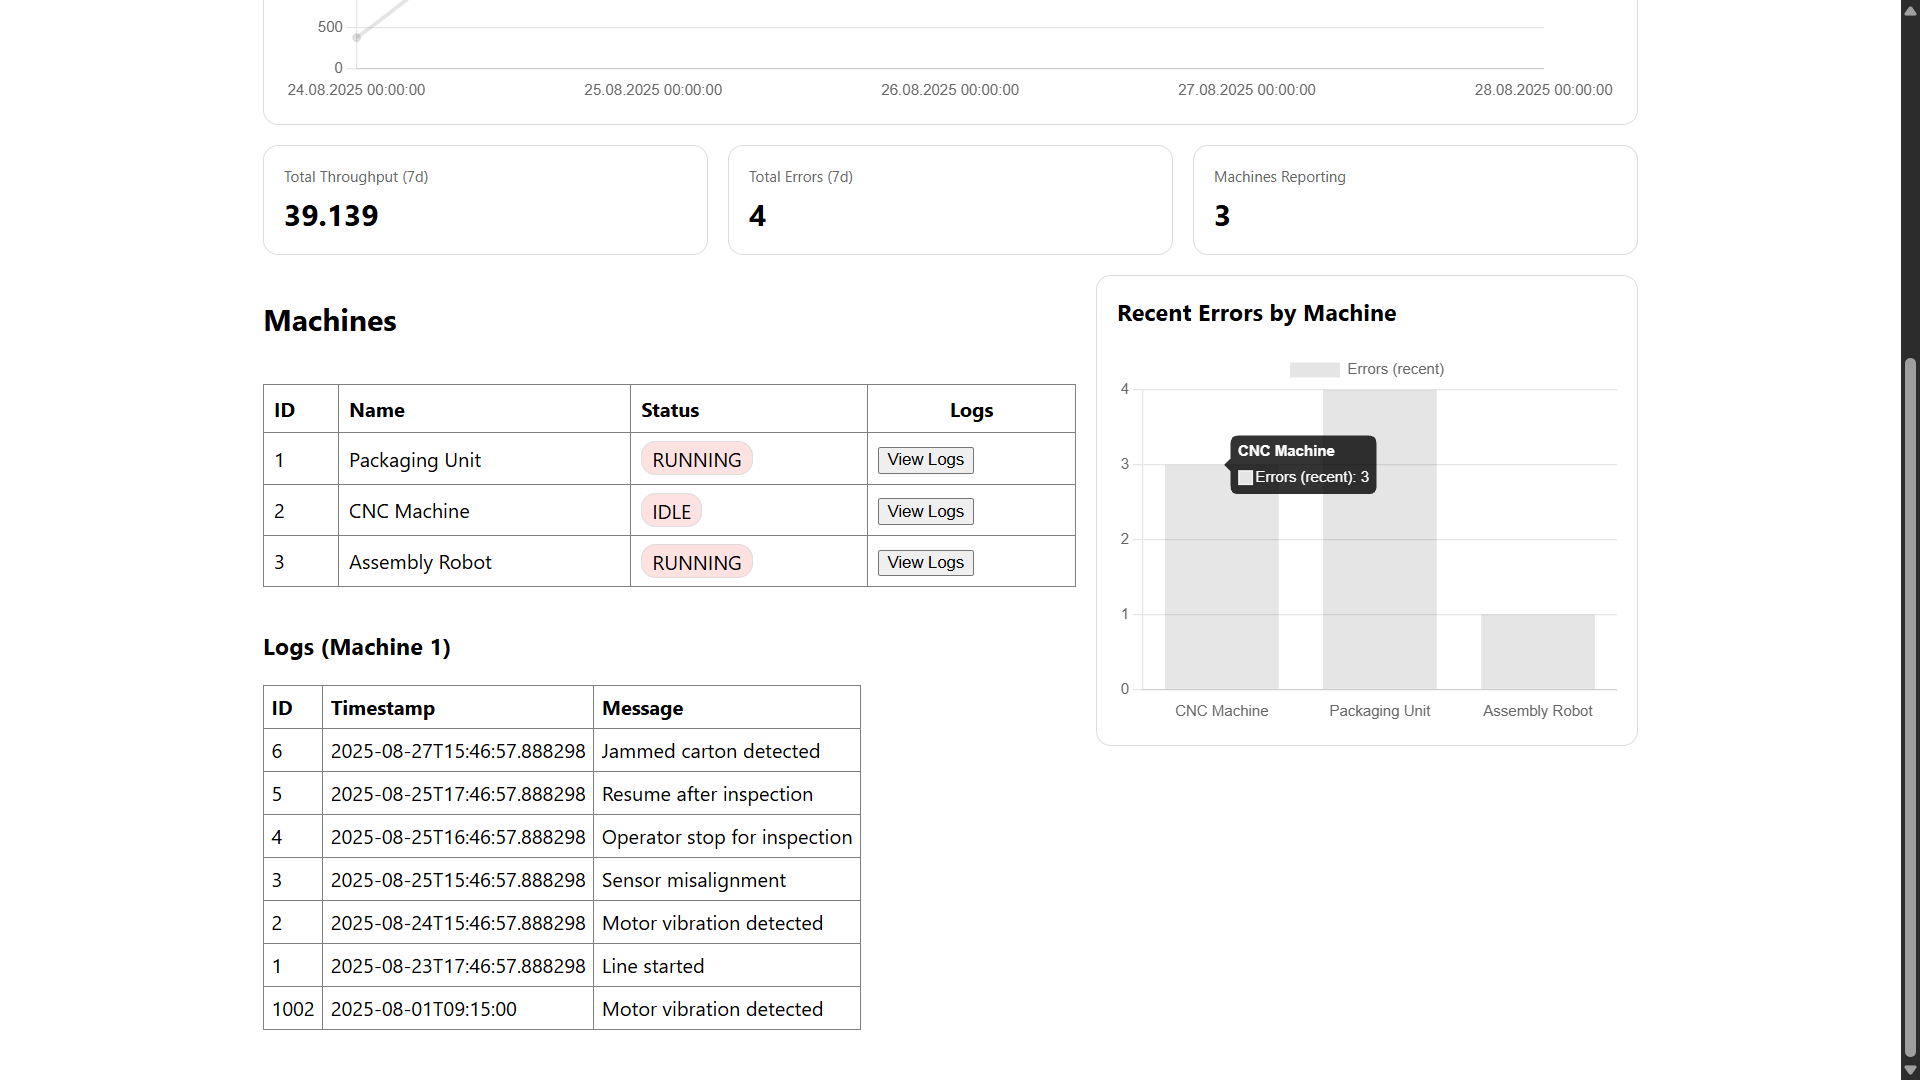 500
0
24.08.2025 00:00:00 25.08.2025 00:00:00 26.08.2025 00:00:00 27.08.2025 00:00:00 28.08.2025 00:00:00
Total Throughput (7d)
39.139
Total Errors (7d)
4
Machines Reporting
3
Machines
ID Name Status Logs
1 Packaging Unit RUNNING View Logs
2 CNC Machine IDLE View Logs
3 Assembly Robot RUNNING View Logs
Logs (Machine 1)
ID Timestamp Message
6 2025-08-27T15:46:57.888298 Jammed carton detected
5 2025-08-25T17:46:57.888298 Resume after inspection
4 2025-08-25T16:46:57.888298 Operator stop for inspection
3 2025-08-25T15:46:57.888298 Sensor misalignment
2 2025-08-24T15:46:57.888298 Motor vibration detected
1 2025-08-23T17:46:57.888298 Line started
1002 2025-08-01T09:15:00 Motor vibration detected
Recent Errors by Machine
Errors (recent)
4
3
2
1
0
CNC Machine
Errors (recent): 3
CNC Machine Packaging Unit Assembly Robot